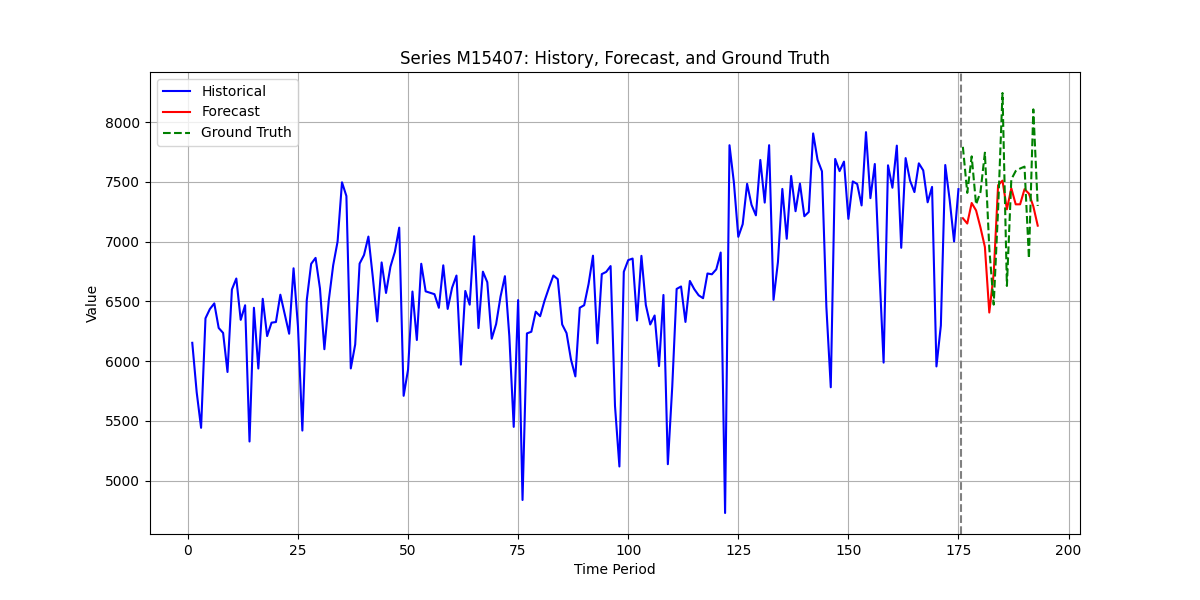 Series M15407: History, Forecast, and Ground Truth
Historical
Forecast
Ground Truth
Value
8000
7500
7000
6500
6000
5500
5000
0 25 50 75 100 125 150 175 200
Time Period